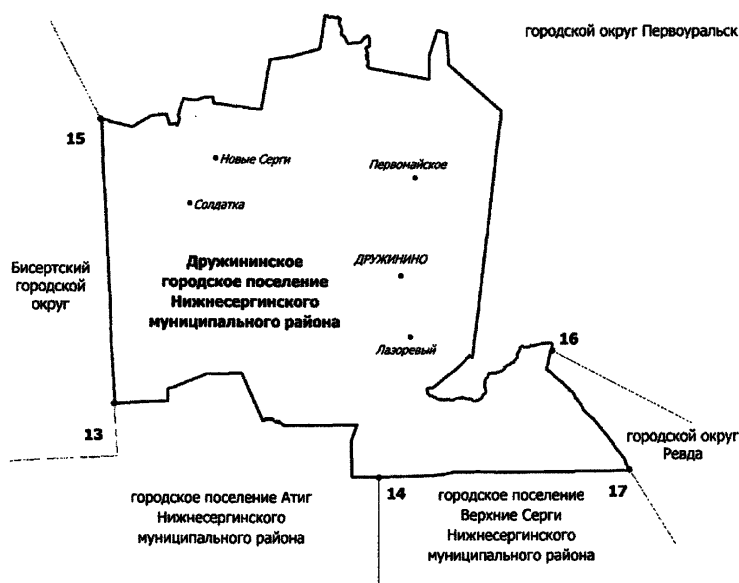 городской округ Первоуральск
15
Новые Серги
Первомайское
Солдатка
Бисертский
городской
округ
Дружининское
городское поселение
Нижнесергинского
муниципального района
ДРУЖИНИНО
Лазоревый
16
13
городской округ
Ревда
14
17
городское поселение Атиг
Нижнесергинского
муниципального района
городское поселение
Верхние Серги
Нижнесергинского
муниципального района